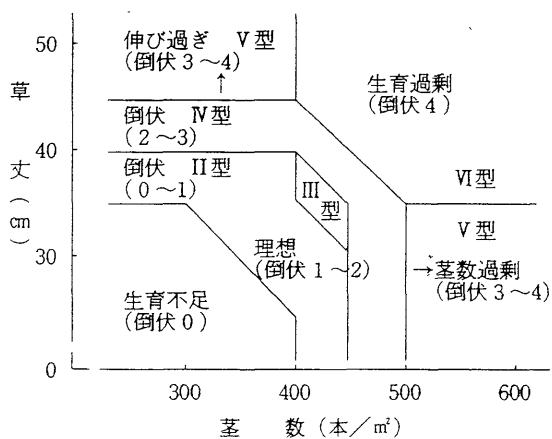 50
40
30
0
草
丈
(cm)
伸び過ぎ V型
(倒伏3～4)
↑
倒伏 Ⅳ型
(2～3)
倒伏 Ⅱ型
(0～1)
Ⅲ
型
理想
(倒伏1～2)
生育不足
(倒伏0)
生育過剰
(倒伏4)
Ⅵ型
V型
→茎数過剰
(倒伏3～4)
300 400 500 600
茎 数(本／㎡)